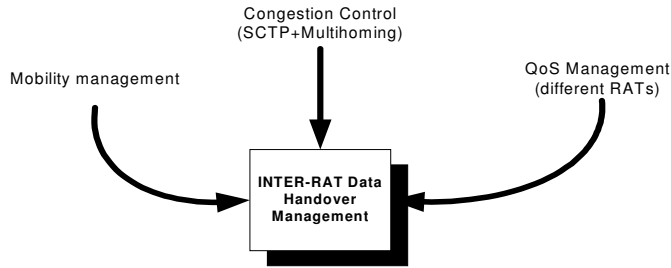 Congestion Control
(SCTP+Multihoming)
Mobility management
QoS Management
(different RATs)
INTER-RAT Data
Handover
Management